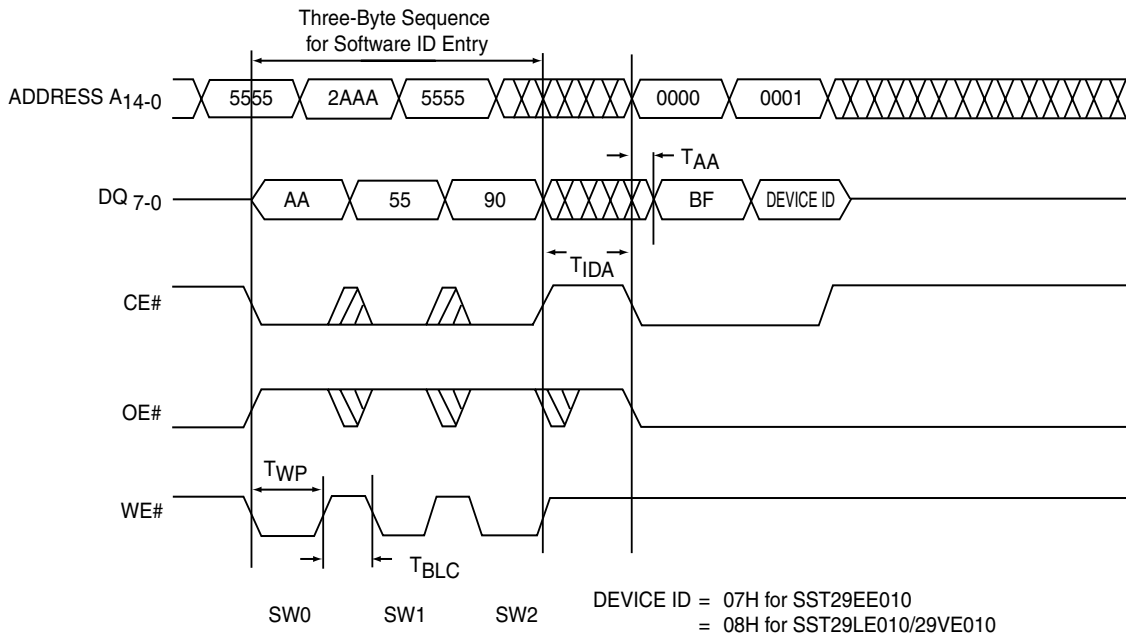 Three-Byte Sequence
for Software ID Entry
ADDRESS A14-0
5555
2AAA
5555
0000
0001
TAA
DQ 7-0
AA
55
90
BF
DEVICE ID
TIDA
CE#
OE#
TWP
WE#
TBLC
SW0
SW1
SW2
DEVICE ID = 07H for SST29EE010
= 08H for SST29LE010/29VE010